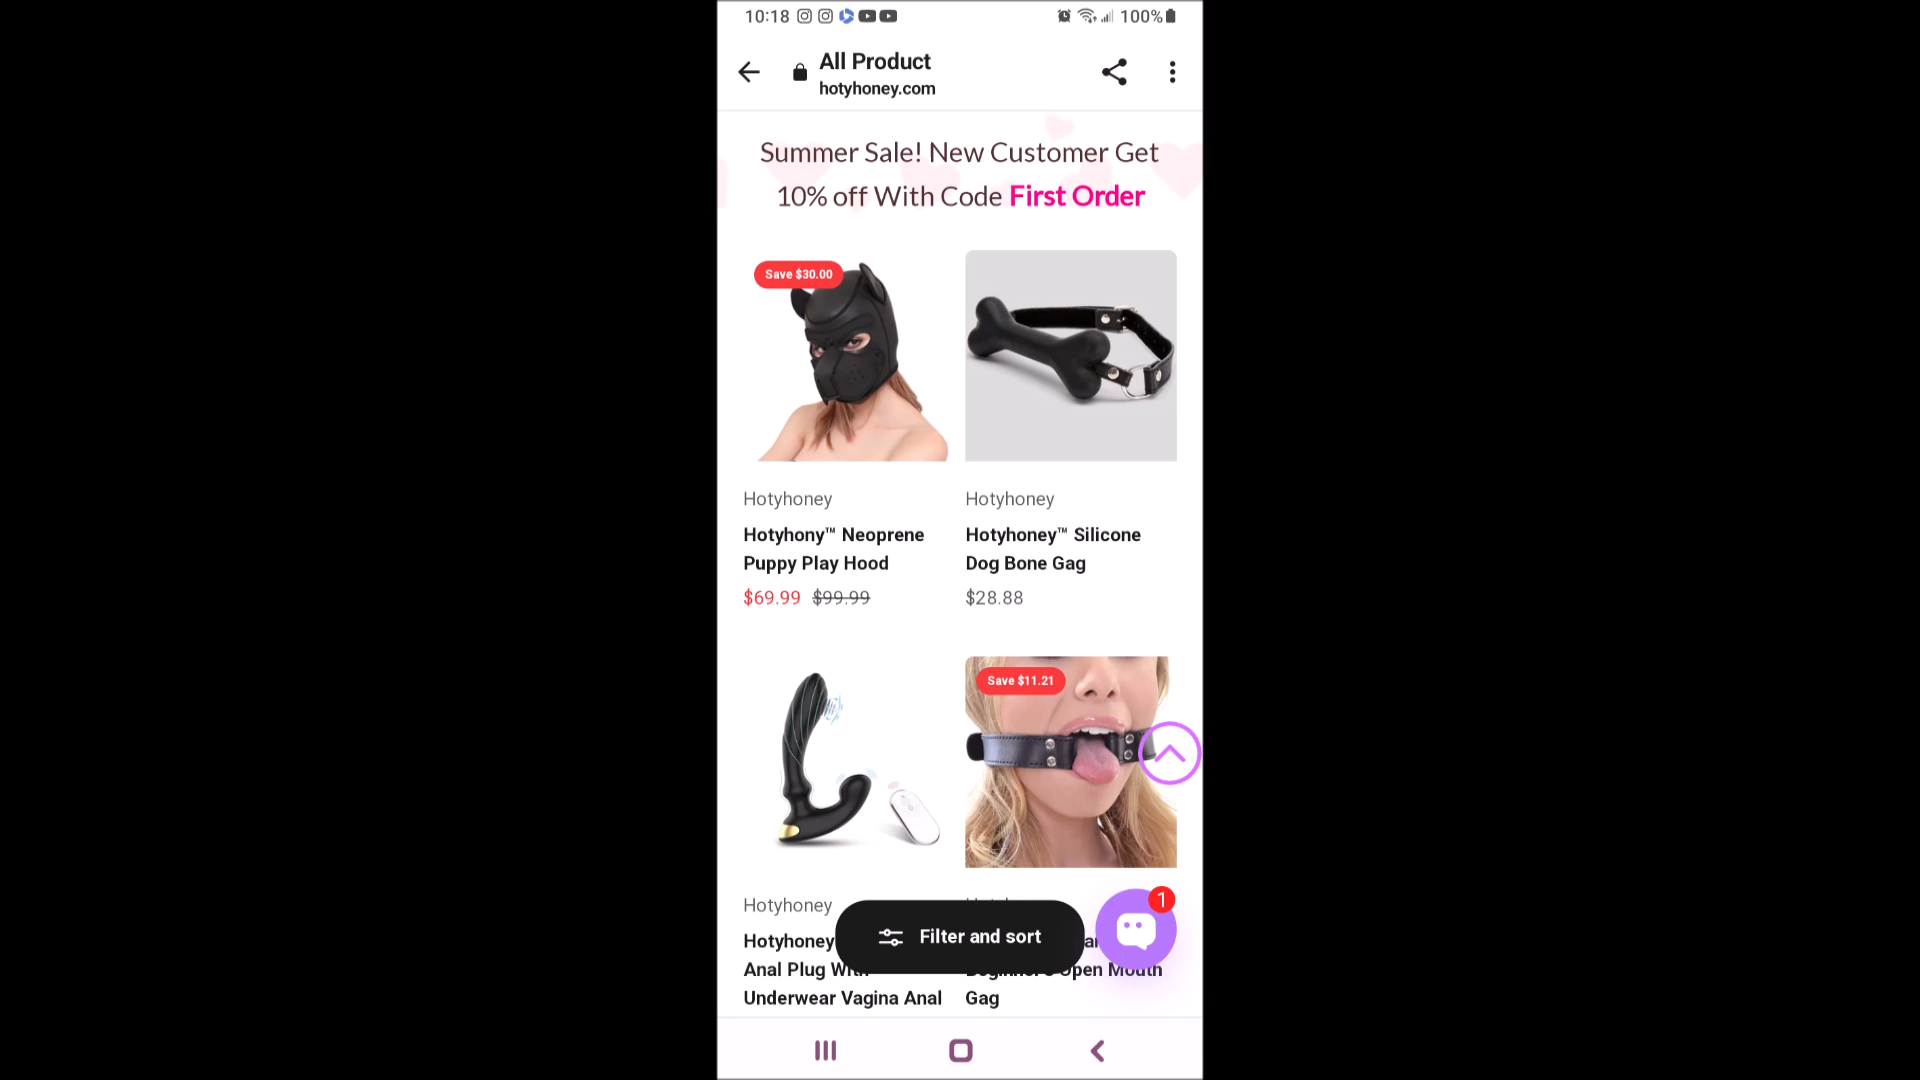 10:18
100%
All Product
hotyhoney.com
Summer Sale! New Customer Get
10% off With Code First Order
Save $30.00
Hotyhoney
Hotyhony™ Neoprene
Puppy Play Hood
$69.99 $99.99
Hotyhoney
Hotyhoney™ Silicone
Dog Bone Gag
$28.88
Save $11.21
Hotyhoney
Hotyhoney
Anal Plug With
Underwear Vagina Anal
Beginner's Open Mouth
Gag
Filter and sort
1